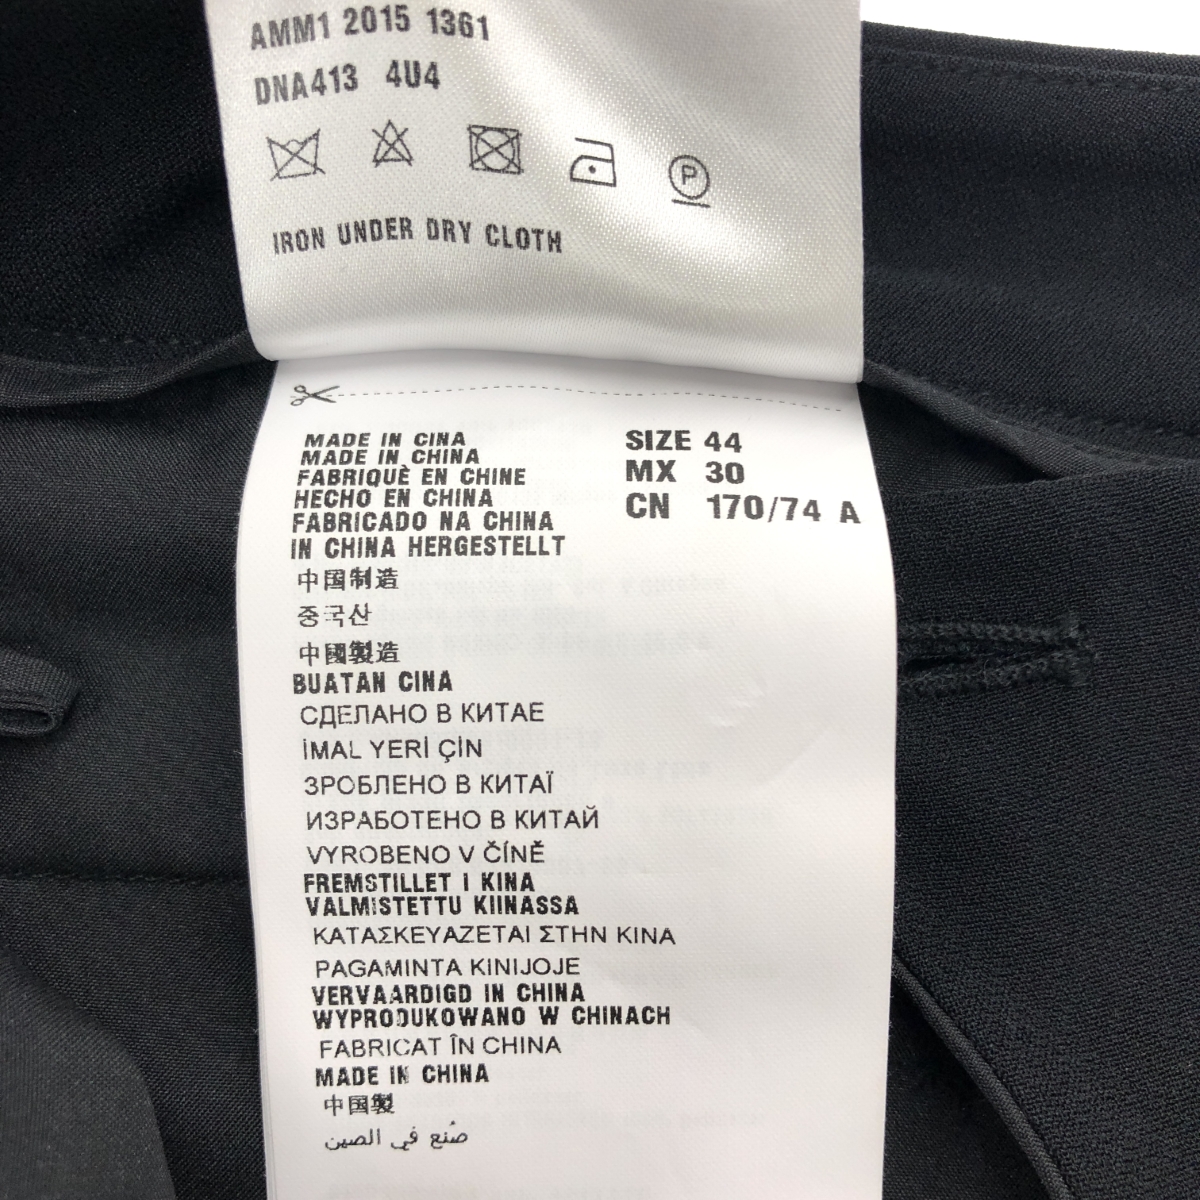 AMM1 2015 1361
DNA413 4U4
P
IRON UNDER DRY CLOTH
MADE IN CINA
MADE IN CHINA
FABRIQUÈ EN CHINE
HECHO EN CHINA
FABRICADO NA CHINA
IN CHINA HERGESTELLT
中国制造
중국산
中國製造
BUATAN CINA
СДЕЛАНО В КИТАЕ
İMAL YERİ ÇİN
ЗРОБЛЕНО В КИТАЇ
ИЗРАБОТЕНО В КИТАЙ
VYROBENO V ČÍNĚ
FREMSTILLET I KINA
VALMISTETTU KIINASSA
ΚΑΤΑΣΚΕΥΑΖΕΤΑΙ ΣΤΗΝ ΚΙΝΑ
PAGAMINTA KINIJOJE
VERVAARDIGD IN CHINA
WYPRODUKOWANO W CHINACH
FABRICAT ÎN CHINA
MADE IN CHINA
中国製
صُنع في الصين
SIZE 44
MX 30
CN 170/74 A